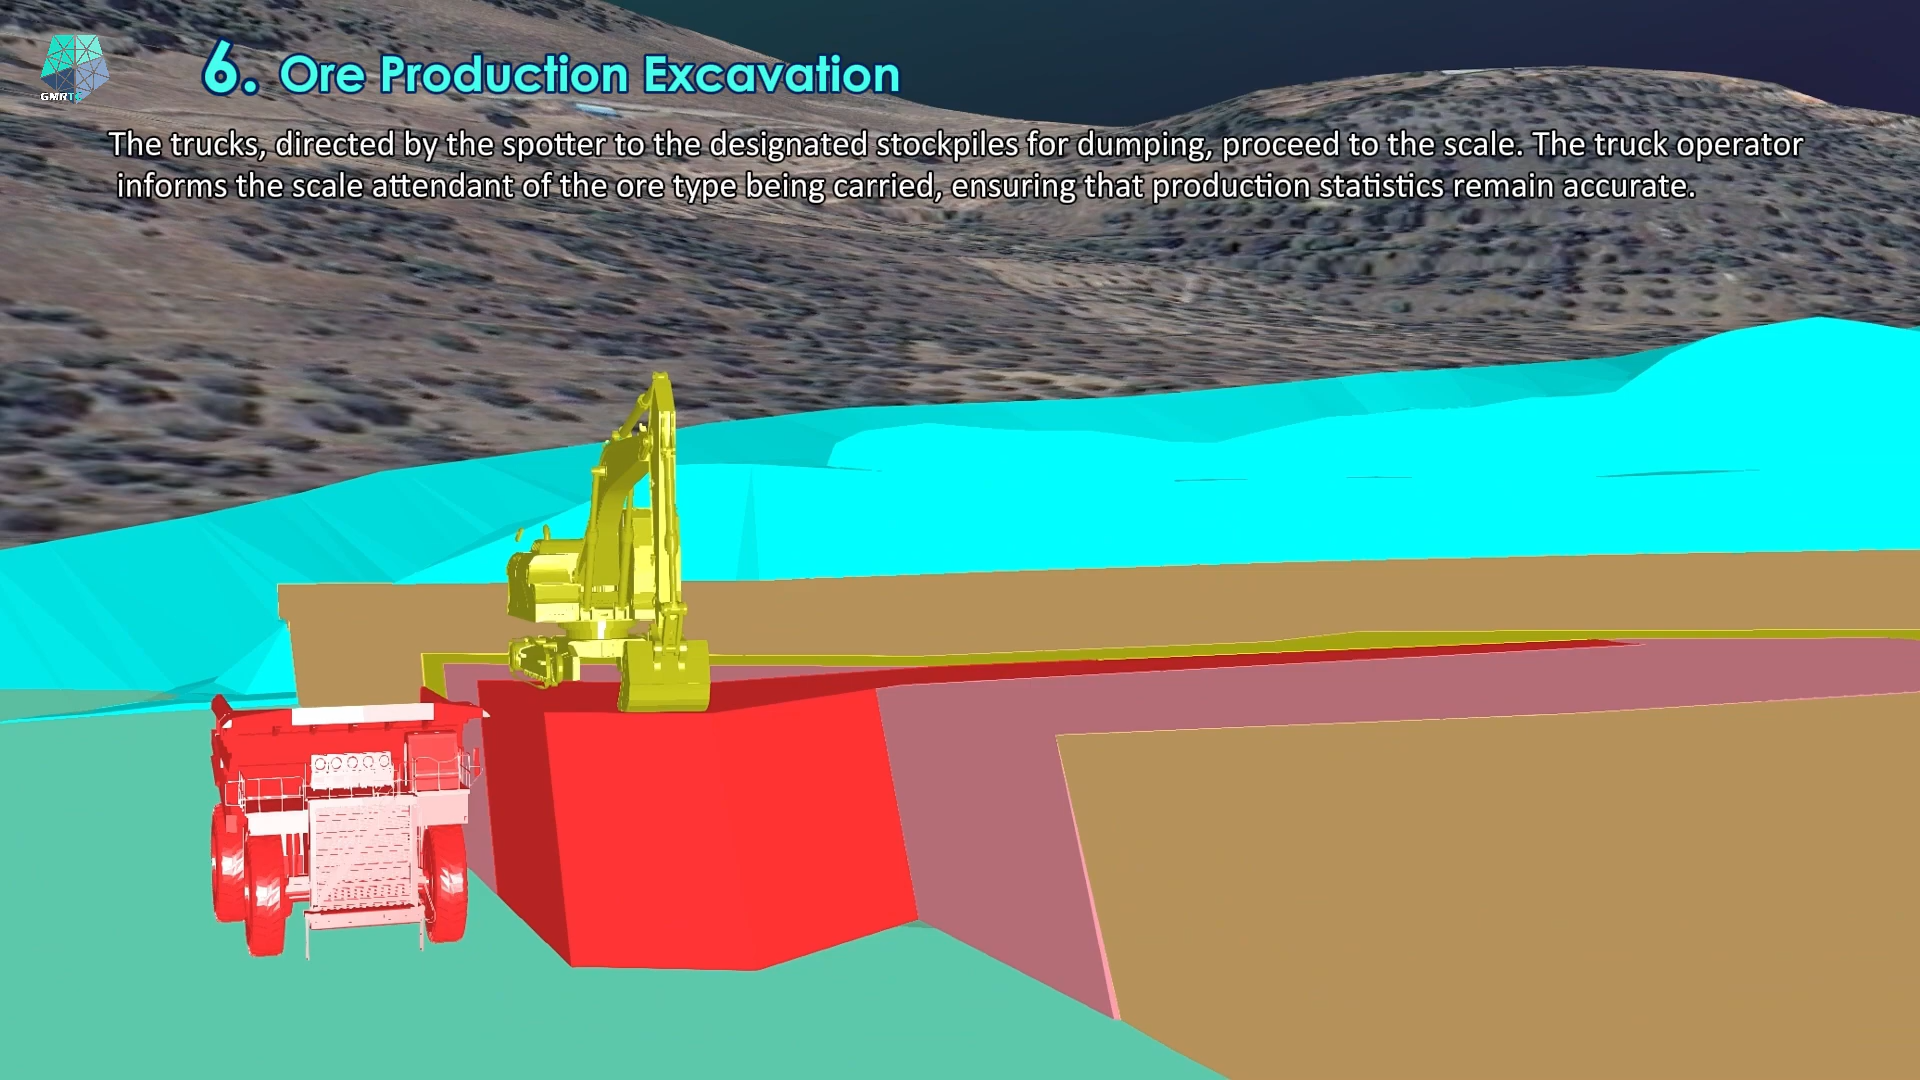 6. Ore Production Excavation
The trucks, directed by the spotter to the designated stockpiles for dumping, proceed to the scale. The truck operator
informs the scale attendant of the ore type being carried, ensuring that production statistics remain accurate.
GMRTS